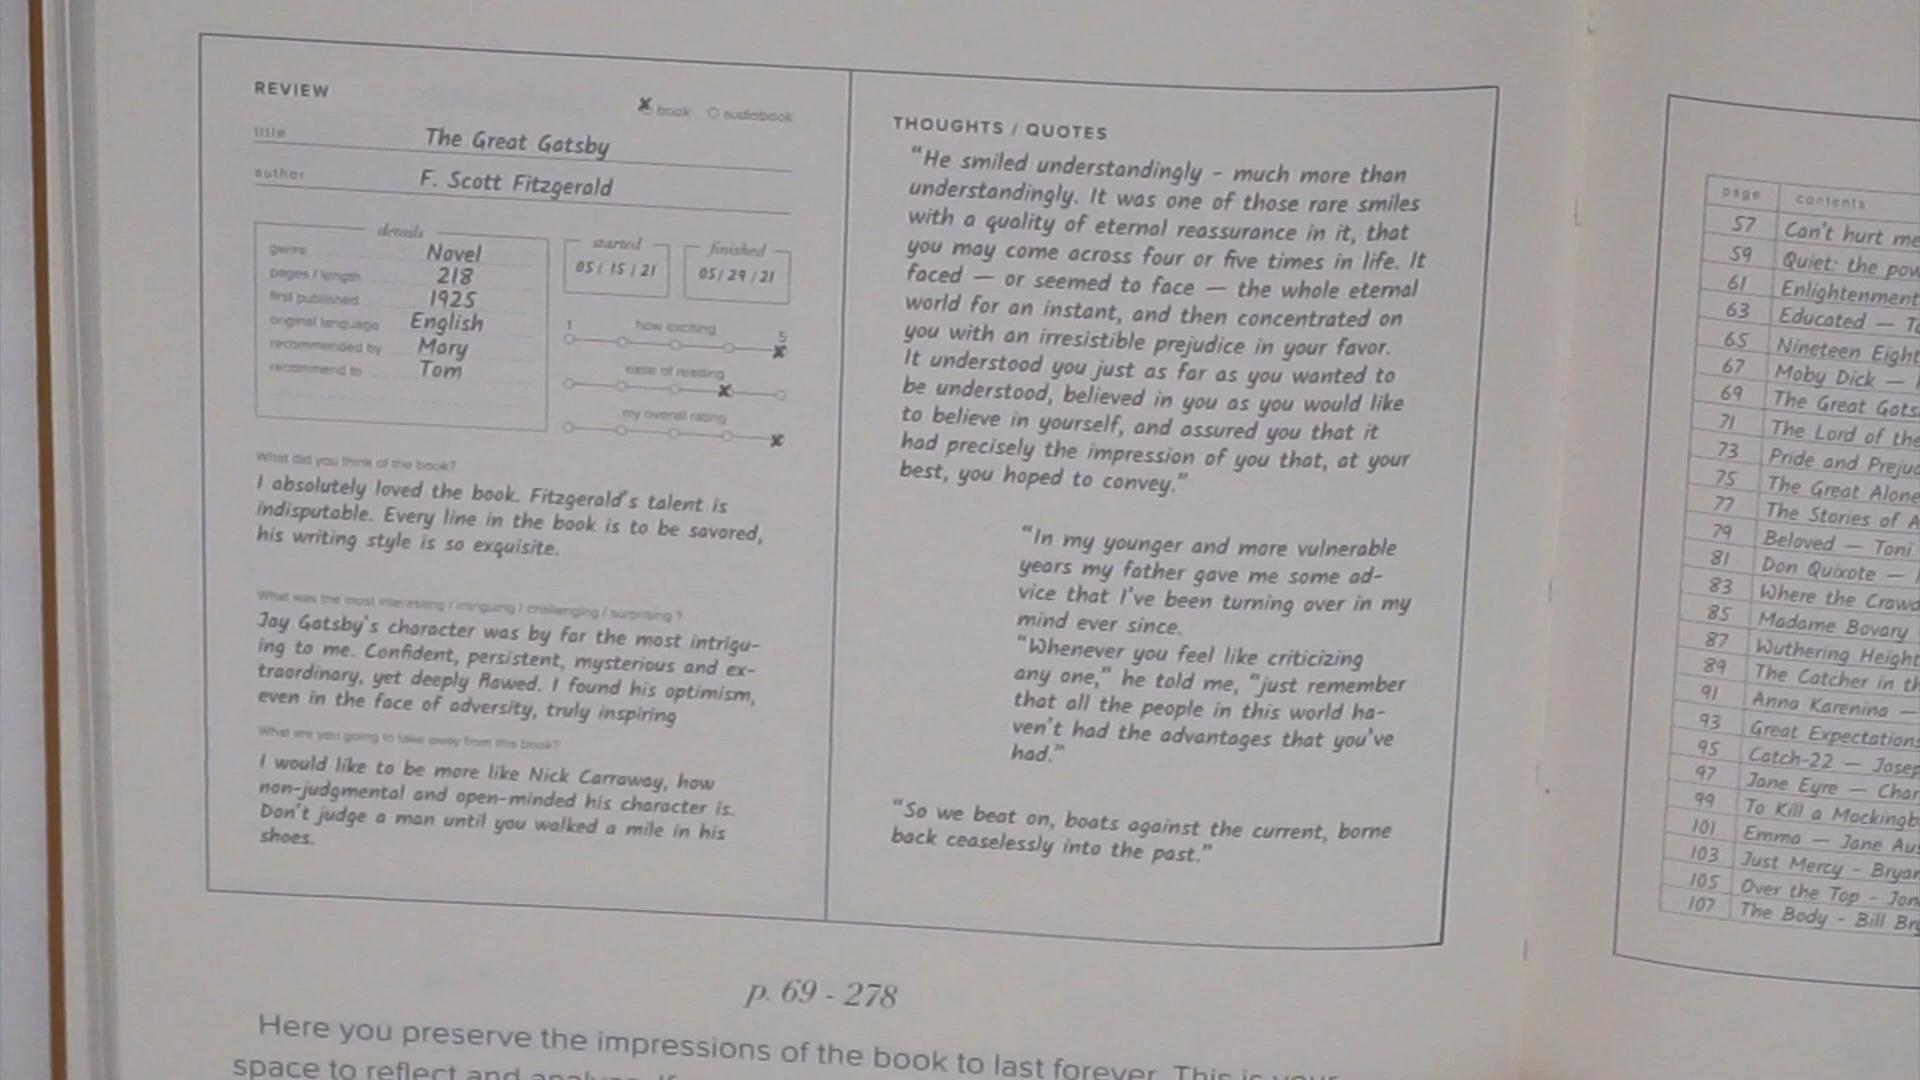 REVIEW
x book O audiobook
title The Great Gatsby
author F. Scott Fitzgerald
details
genre Novel
pages / length 218
first published 1925
original language English
recommended by Mary
recommend to Tom
started
05 / 15 / 21
finished
05 / 29 / 21
1 how exciting 5
ease of reading
my overall rating
What did you think of the book?
I absolutely loved the book. Fitzgerald's talent is
indisputable. Every line in the book is to be savored,
his writing style is so exquisite.
What was the most interesting / intriguing / challenging / surprising ?
Jay Gatsby's character was by far the most intrigu-
ing to me. Confident, persistent, mysterious and ex-
traordinary, yet deeply flawed. I found his optimism,
even in the face of adversity, truly inspiring
What are you going to take away from this book?
I would like to be more like Nick Carraway, how
non-judgmental and open-minded his character is.
Don't judge a man until you walked a mile in his
shoes.
THOUGHTS / QUOTES
"He smiled understandingly - much more than
understandingly. It was one of those rare smiles
with a quality of eternal reassurance in it, that
you may come across four or five times in life. It
faced — or seemed to face — the whole eternal
world for an instant, and then concentrated on
you with an irresistible prejudice in your favor.
It understood you just as far as you wanted to
be understood, believed in you as you would like
to believe in yourself, and assured you that it
had precisely the impression of you that, at your
best, you hoped to convey."
"In my younger and more vulnerable
years my father gave me some ad-
vice that I've been turning over in my
mind ever since.
"Whenever you feel like criticizing
any one," he told me, "just remember
that all the people in this world ha-
ven't had the advantages that you've
had."
"So we beat on, boats against the current, borne
back ceaselessly into the past."
p. 69 - 278
Here you preserve the impressions of the book to last forever. This is your
space to reflect and
page contents
57 Can't hurt me
59 Quiet: the
61 Enlightenment
63 Educated —
65 Nineteen
67 Moby Dick —
69 The Great
71 The Lord of the
73 Pride and
75 The Great Alone
77 The Stories of
79 Beloved — Toni
81 Don Quixote —
83 Where the
85 Madame Bovary
87 Wuthering
89 The Catcher in
91 Anna Karenina —
93 Great Expectations
95 Catch-22 —
97 Jane Eyre —
99 To Kill a
101 Emma — Jane
103 Just Mercy -
105 Over the Top -
107 The Body - Bill